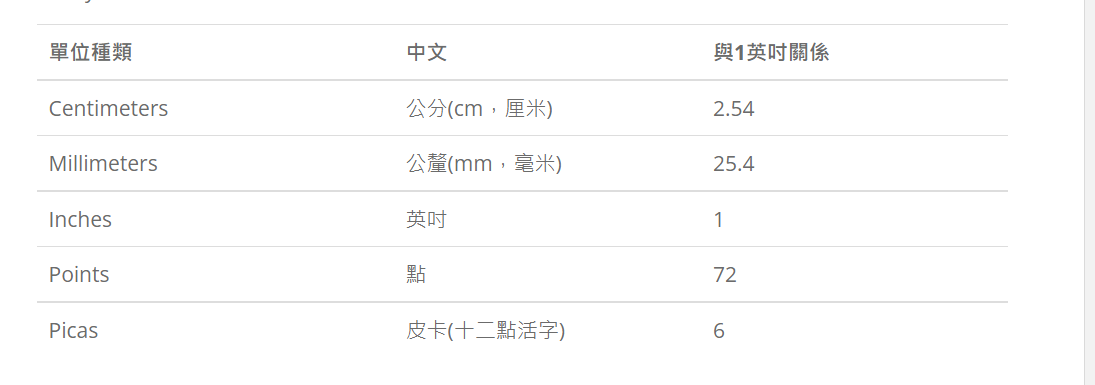 單位種類 中文 與1英吋關係
Centimeters 公分(cm，厘米) 2.54
Millimeters 公釐(mm，毫米) 25.4
Inches 英吋 1
Points 點 72
Picas 皮卡(十二點活字) 6